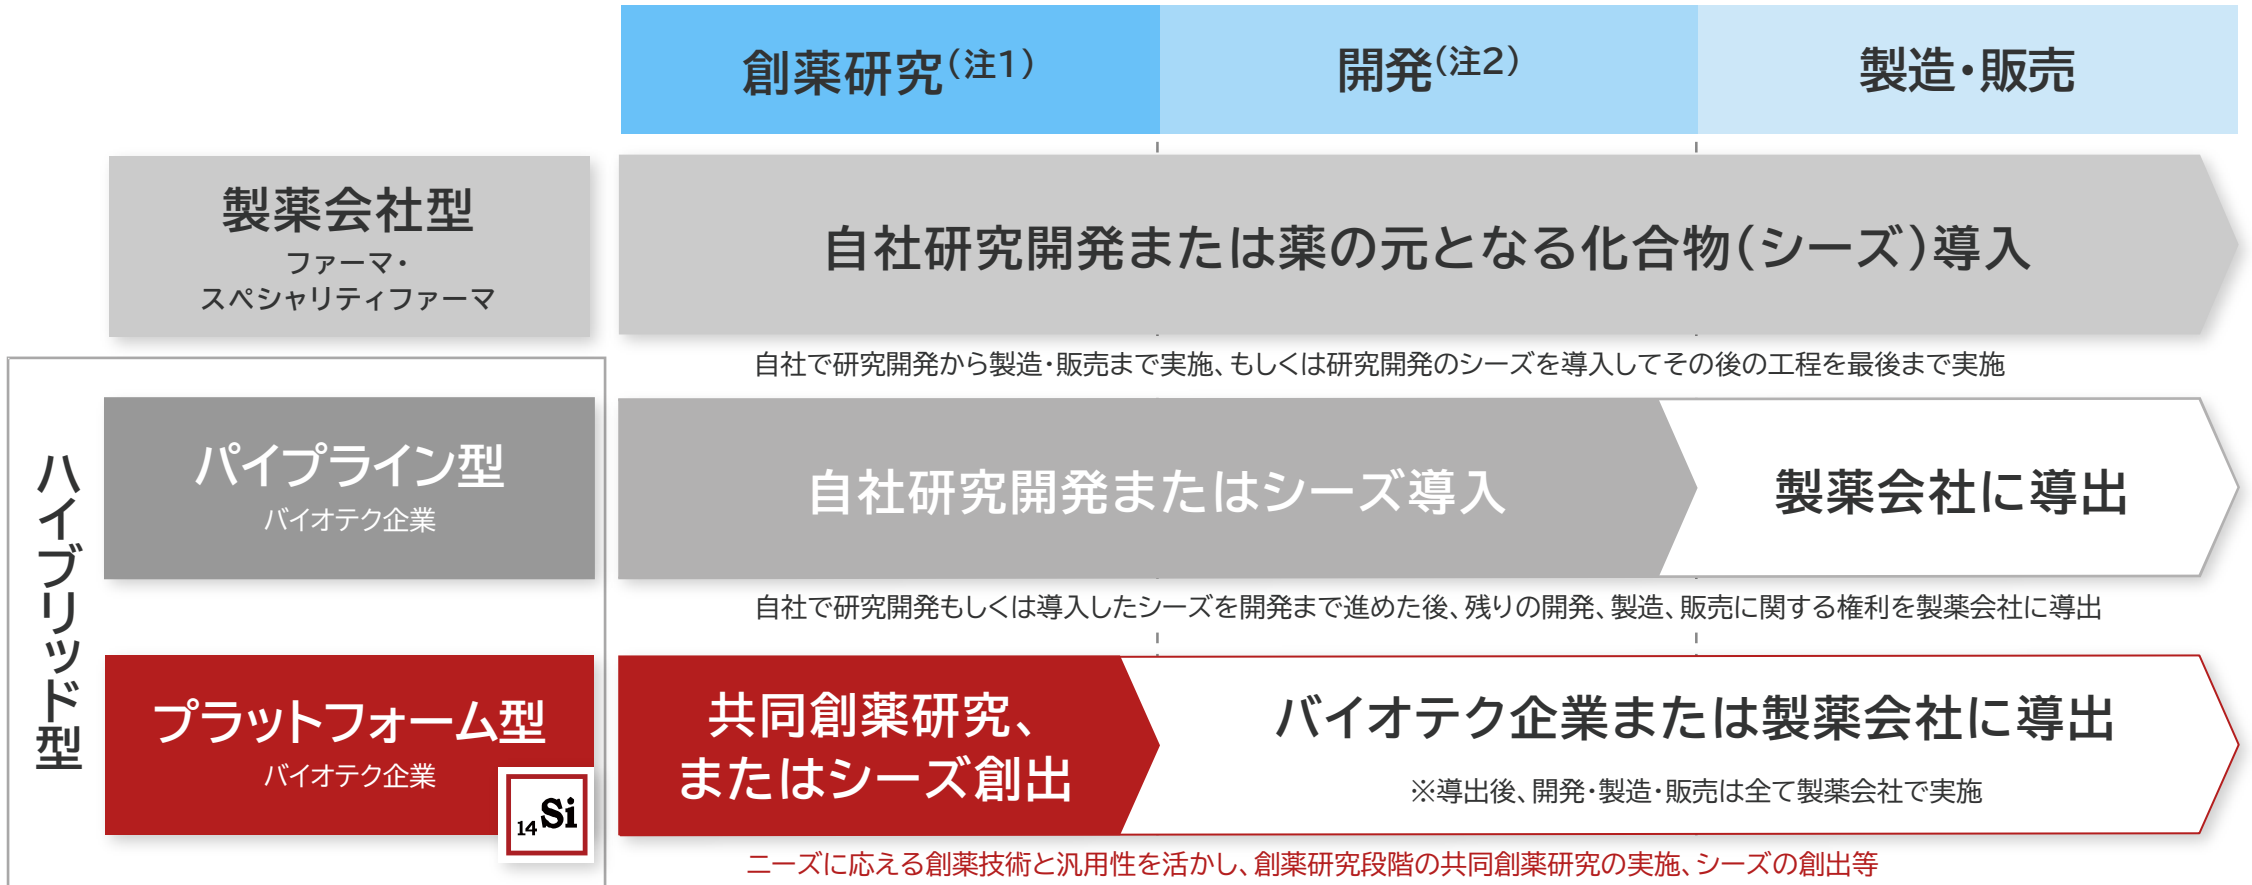 創薬研究(注1)
開発(注2)
製造・販売
製薬会社型
ファーマ・
スペシャリティファーマ
自社研究開発または薬の元となる化合物(シーズ)導入
自社で研究開発から製造・販売まで実施、もしくは研究開発のシーズを導入してその後の工程を最後まで実施
ハイブリッド型
パイプライン型
バイオテク企業
自社研究開発またはシーズ導入
製薬会社に導出
自社で研究開発もしくは導入したシーズを開発まで進めた後、残りの開発、製造、販売に関する権利を製薬会社に導出
プラットフォーム型
バイオテク企業
14Si
共同創薬研究、
またはシーズ創出
バイオテク企業または製薬会社に導出
※導出後、開発・製造・販売は全て製薬会社で実施
ニーズに応える創薬技術と汎用性を活かし、創薬研究段階の共同創薬研究の実施、シーズの創出等